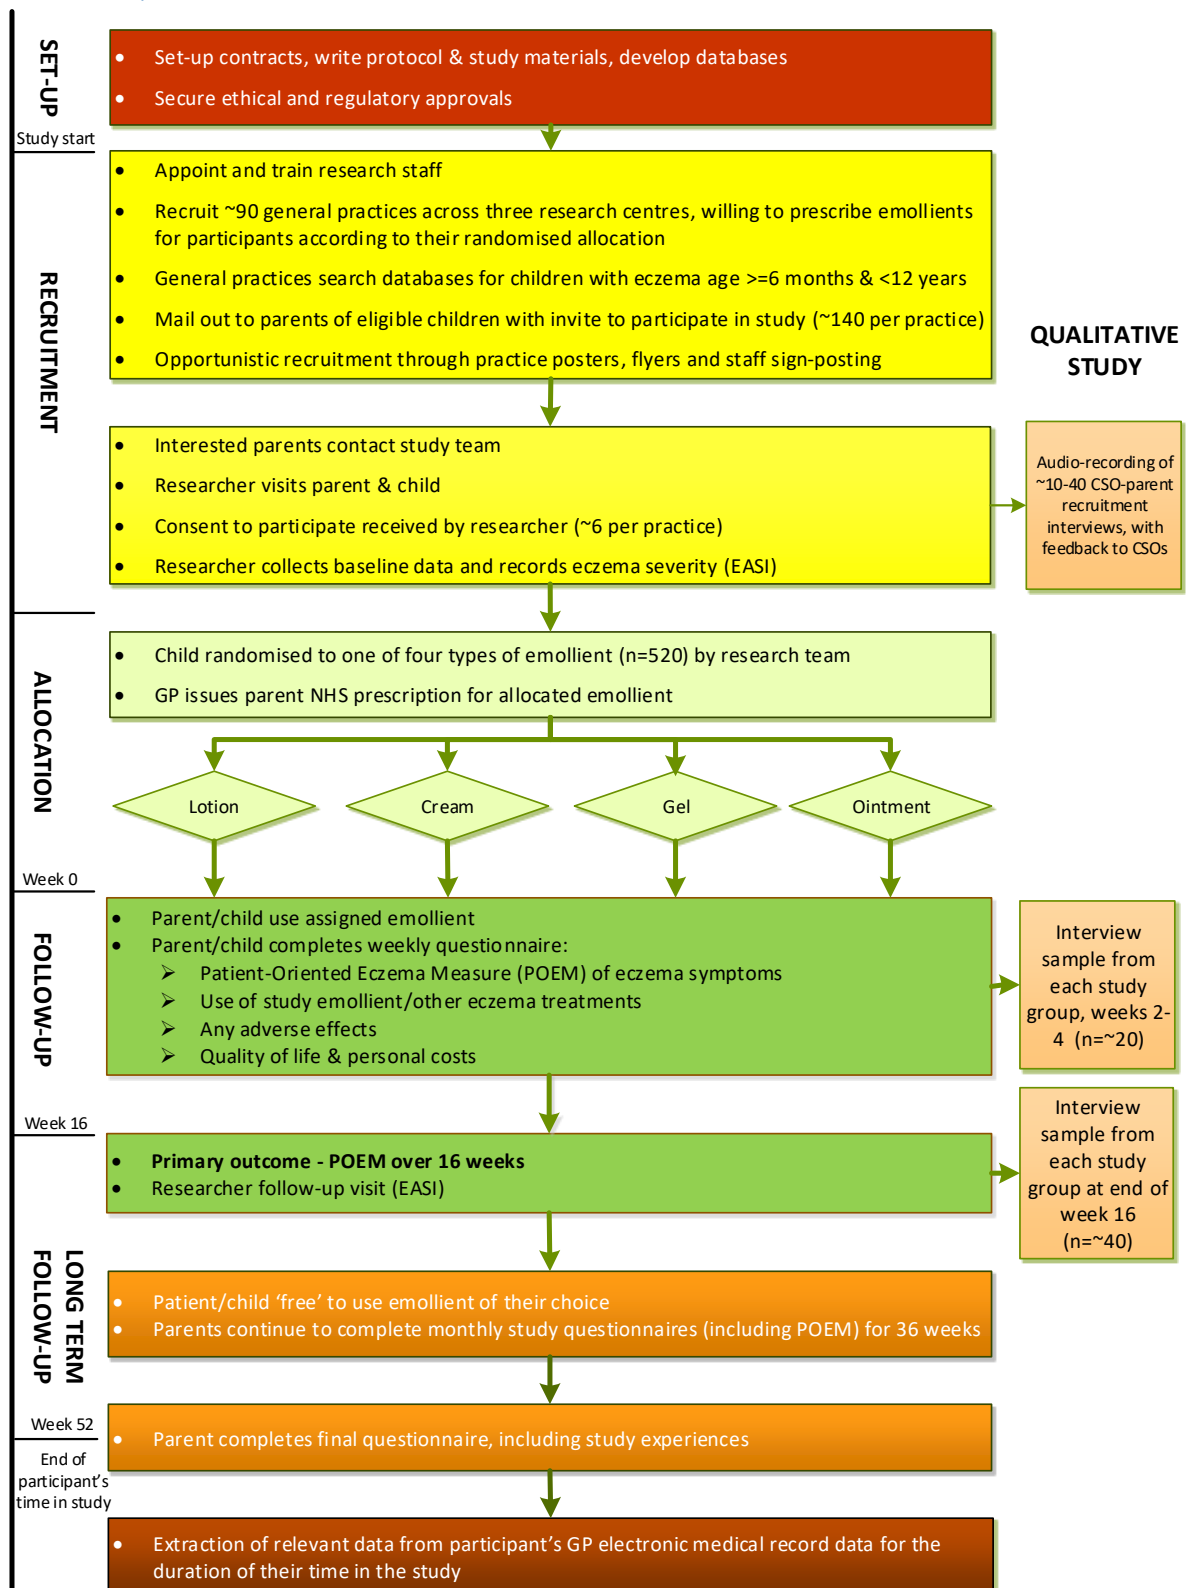 SET-UP
• Set-up contracts, write protocol & study materials, develop databases
• Secure ethical and regulatory approvals
Study start
RECRUITMENT
• Appoint and train research staff
• Recruit ~90 general practices across three research centres, willing to prescribe emollients
for participants according to their randomised allocation
• General practices search databases for children with eczema age >=6 months & <12 years
• Mail out to parents of eligible children with invite to participate in study (~140 per practice)
• Opportunistic recruitment through practice posters, flyers and staff sign-posting
QUALITATIVE
STUDY
• Interested parents contact study team
• Researcher visits parent & child
• Consent to participate received by researcher (~6 per practice)
• Researcher collects baseline data and records eczema severity (EASI)
Audio-recording of
~10-40 CSO-parent
recruitment
interviews, with
feedback to CSOs
ALLOCATION
• Child randomised to one of four types of emollient (n=520) by research team
• GP issues parent NHS prescription for allocated emollient
Lotion
Cream
Gel
Ointment
Week 0
FOLLOW-UP
• Parent/child use assigned emollient
• Parent/child completes weekly questionnaire:
➢ Patient-Oriented Eczema Measure (POEM) of eczema symptoms
➢ Use of study emollient/other eczema treatments
➢ Any adverse effects
➢ Quality of life & personal costs
Interview
sample from
each study
group, weeks 2-
4 (n=~20)
Week 16
• Primary outcome - POEM over 16 weeks
• Researcher follow-up visit (EASI)
Interview
sample from
each study
group at end of
week 16
(n=~40)
LONG TERM
FOLLOW-UP
• Patient/child ‘free’ to use emollient of their choice
• Parents continue to complete monthly study questionnaires (including POEM) for 36 weeks
Week 52
• Parent completes final questionnaire, including study experiences
End of
participant’s
time in study
• Extraction of relevant data from participant’s GP electronic medical record data for the
duration of their time in the study